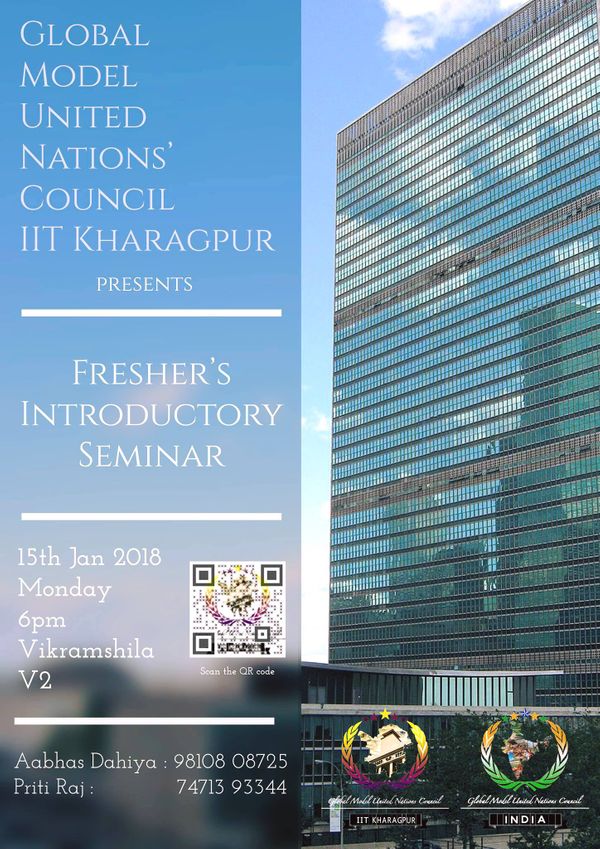 Global
Model
United
Nations'
Council
IIT Kharagpur
presents
Fresher's
Introductory
Seminar
15th Jan 2018
Monday
6pm
Vikramshila
V2
Scan the QR code
Aabhas Dahiya : 98108 08725
Priti Raj : 74713 93344
Global Model United Nations Council
IIT KHARAGPUR
Global Model United Nations Council
INDIA